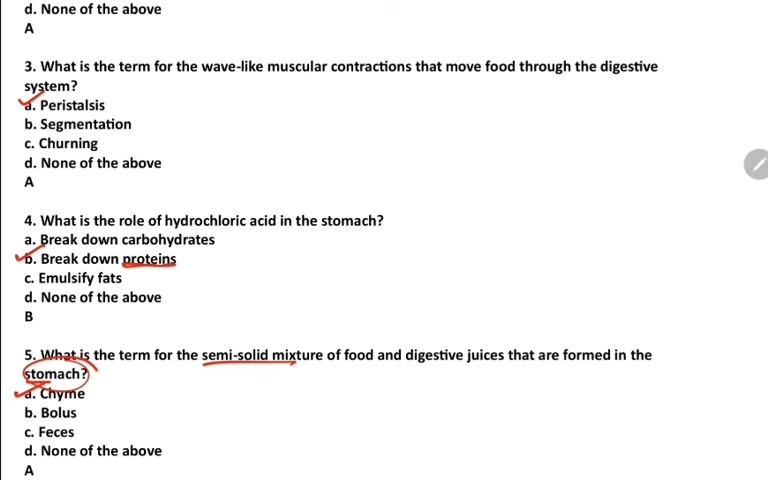 d. None of the above
A
3. What is the term for the wave-like muscular contractions that move food through the digestive
system?
a. Peristalsis
b. Segmentation
c. Churning
d. None of the above
A
4. What is the role of hydrochloric acid in the stomach?
a. Break down carbohydrates
b. Break down proteins
c. Emulsify fats
d. None of the above
B
5. What is the term for the semi-solid mixture of food and digestive juices that are formed in the
stomach?
a. Chyme
b. Bolus
c. Feces
d. None of the above
A